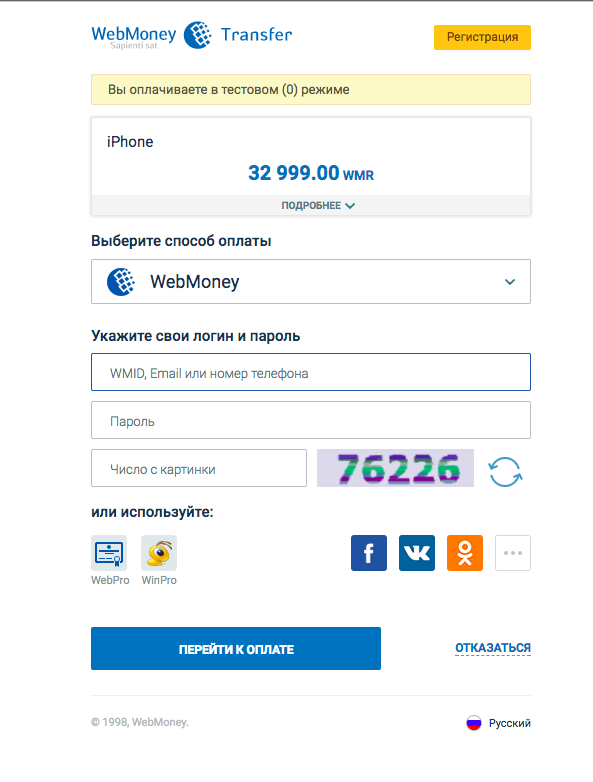 WebMoney Transfer
Sapienti sat
Регистрация
Вы оплачиваете в тестовом (0) режиме
iPhone
32 999.00 WMR
ПОДРОБНЕЕ
Выберите способ оплаты
WebMoney
Укажите свои логин и пароль
WMID, Email или номер телефона
Пароль
Число с картинки 76226
или используйте:
WebPro WinPro
ПЕРЕЙТИ К ОПЛАТЕ ОТКАЗАТЬСЯ
© 1998, WebMoney. Русский